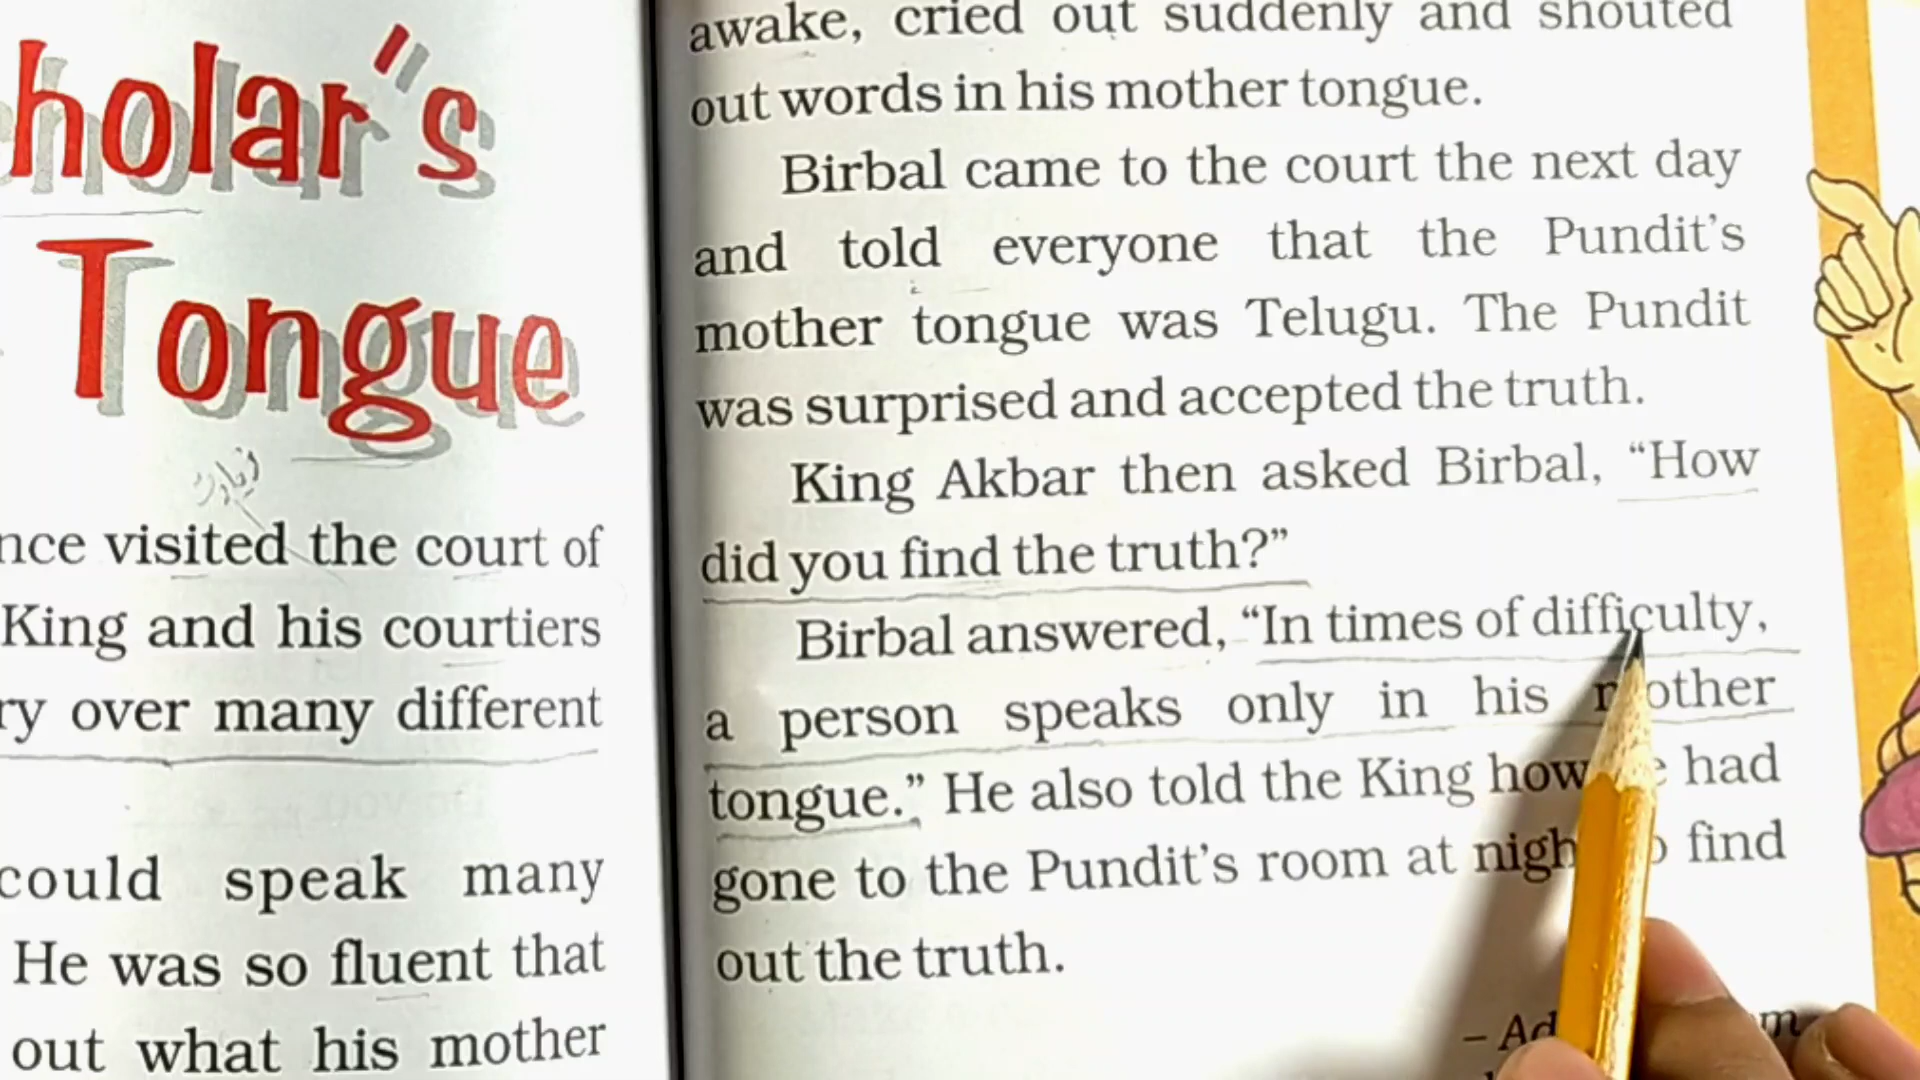 holar's
Tongue
nce visited the court of
King and his courtiers
ry over many different
could speak many
He was so fluent that
out what his mother
awake, cried out suddenly and shouted
out words in his mother tongue.
Birbal came to the court the next day
and told everyone that the Pundit's
mother tongue was Telugu. The Pundit
was surprised and accepted the truth.
King Akbar then asked Birbal, “How
did you find the truth?”
Birbal answered, “In times of difficulty,
a person speaks only in his mother
tongue.” He also told the King how had
gone to the Pundit's room at nigh find
out the truth.
– Ad m